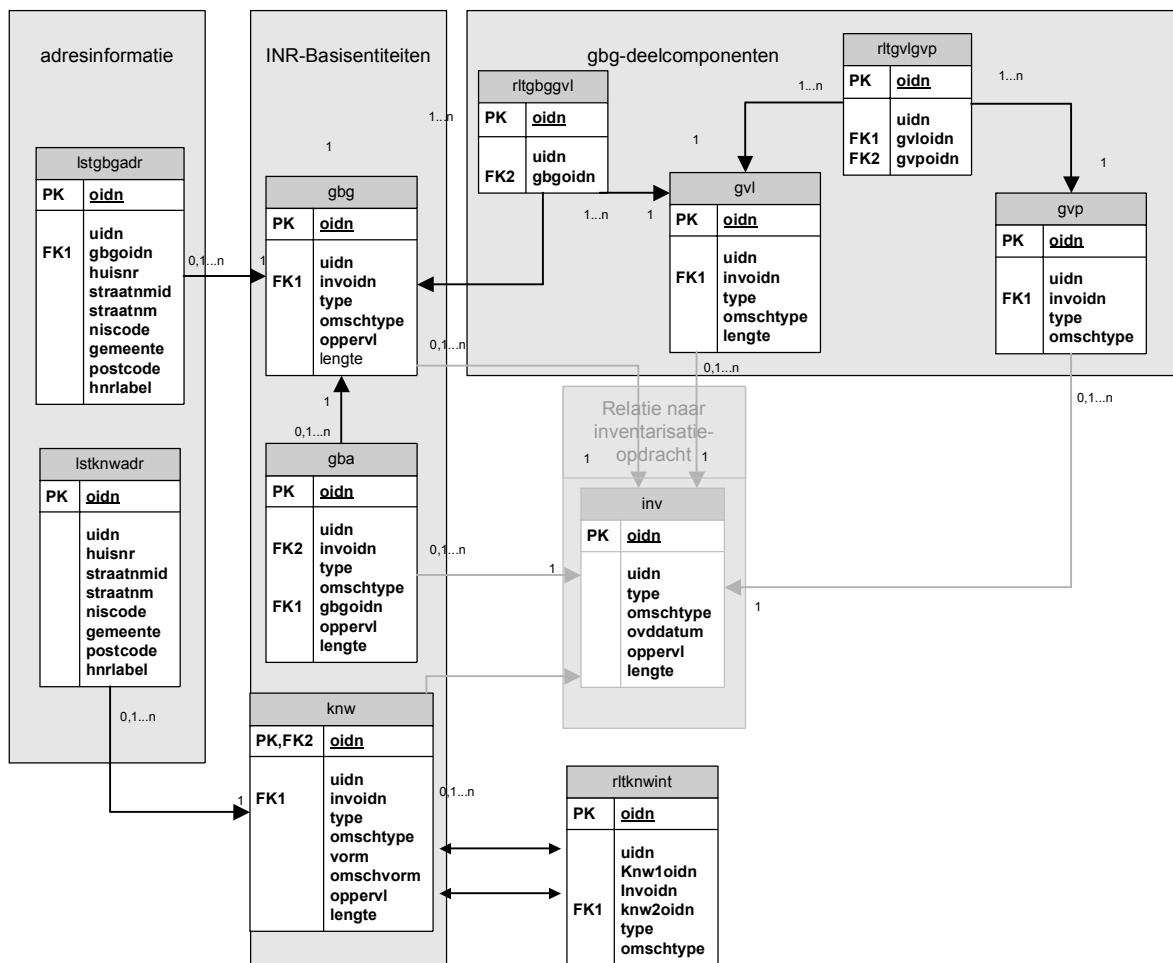 adresinformatie
INR-Basisentiteiten
gbg-deelcomponenten
lstgbgadr
PK oidn
uidn
FK1 gbgoidn
huisnr
straatnmid
straatnm
niscode
gemeente
postcode
hnrlabel
0,1...n
1
lstknwadr
PK oidn
uidn
huisnr
straatnmid
straatnm
niscode
gemeente
postcode
hnrlabel
0,1...n
1
1
gbg
PK oidn
uidn
FK1 invoidn
type
omschtype
oppervl
lengte
0,1...n
1
0,1...n
gba
PK oidn
uidn
FK2 invoidn
type
omschtype
FK1 gbgoidn
oppervl
lengte
0,1...n
1
knw
PK,FK2 oidn
uidn
FK1 invoidn
type
omschtype
vorm
omschvorm
oppervl
lengte
0,1...n
1...n
rltgbggvl
PK oidn
uidn
FK2 gbgoidn
1...n
1
1...n
1
rltgvlgvp
PK oidn
uidn
FK1 gvloidn
FK2 gvpoidn
1...n
1
gvl
PK oidn
uidn
FK1 invoidn
type
omschtype
lengte
0,1...n
gvp
PK oidn
uidn
FK1 invoidn
type
omschtype
0,1...n
Relatie naar
inventarisatie-
opdracht
1
1
inv
PK oidn
uidn
type
omschtype
ovddatum
oppervl
lengte
1
rltknwint
PK oidn
uidn
Knw1oidn
Invoidn
FK1 knw2oidn
type
omschtype